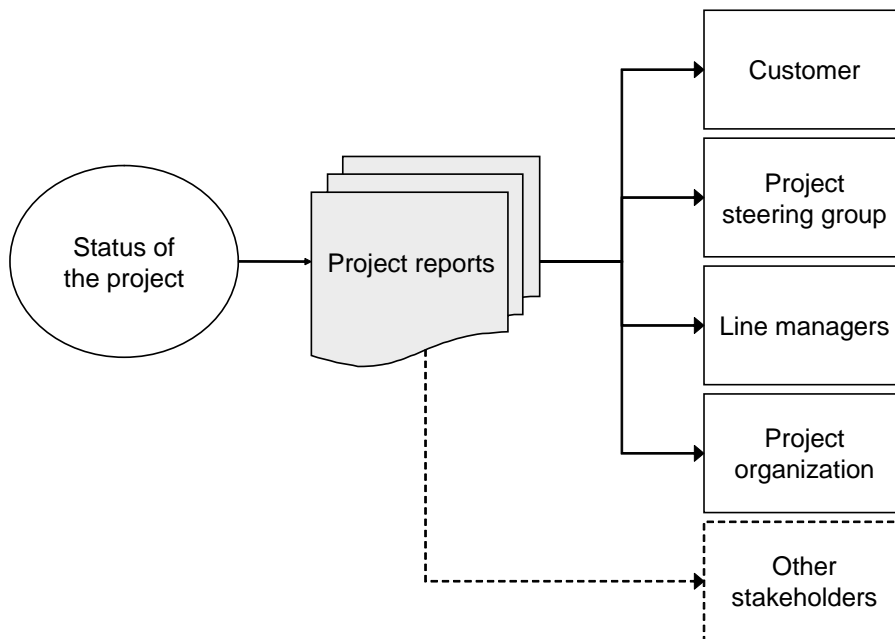 Status of
the project
Project reports
Customer
Project
steering group
Line managers
Project
organization
Other
stakeholders